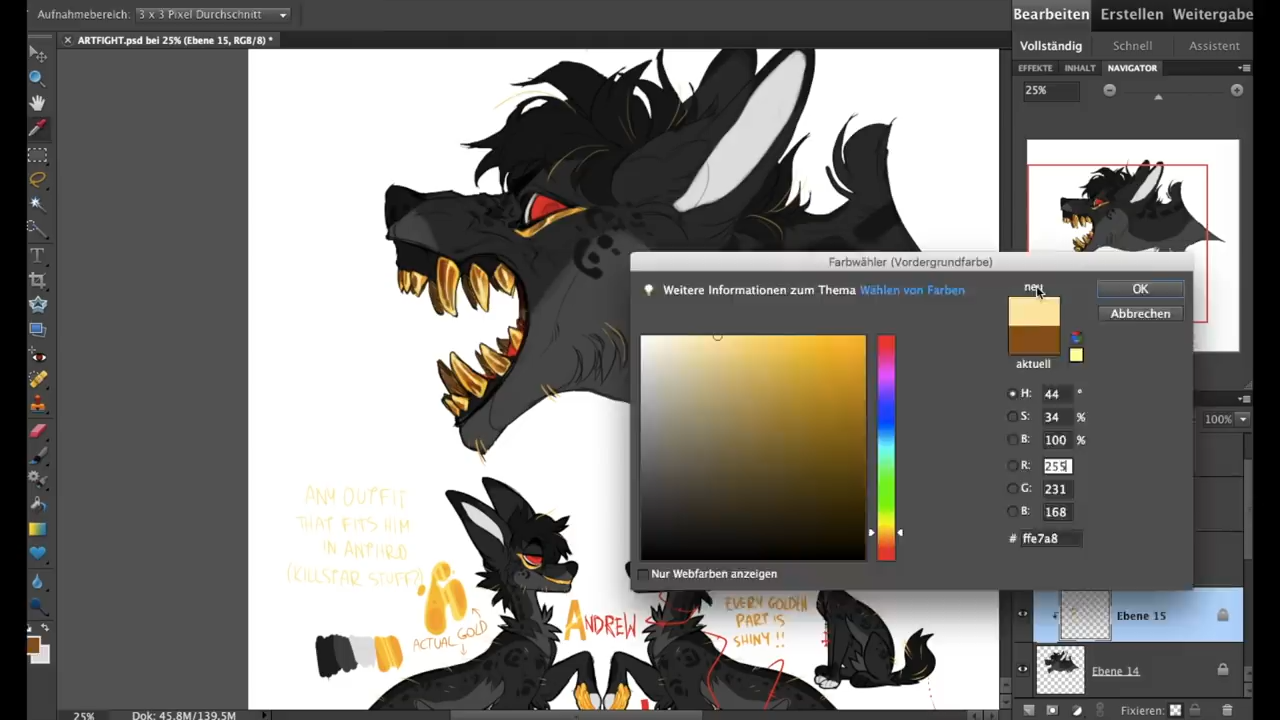 Aufnahmebereich: 3 x 3 Pixel Durchschnitt
Bearbeiten Erstellen Weitergabe
ARTFIGHT.psd bei 25% (Ebene 15, RGB/8) *
Vollständig Schnell Assistent
EFFEKTE INHALT NAVIGATOR
25%
Farbwähler (Vordergrundfarbe)
Weitere Informationen zum Thema Wählen von Farben
neu
OK
Abbrechen
aktuell
H: 44 °
S: 34 %
B: 100 %
R: 255
G: 231
B: 168
# ffe7a8
Nur Webfarben anzeigen
100%
ANY OUTFIT
THAT FITS HIM
IN ANTHRO
(KILLSTAR STUFF?)
ACTUAL GOLD
ANDREW
EVERY GOLDEN
PART IS
SHINY !!
Ebene 15
Ebene 14
Fixieren:
25% Dok: 45,8M/139,5M